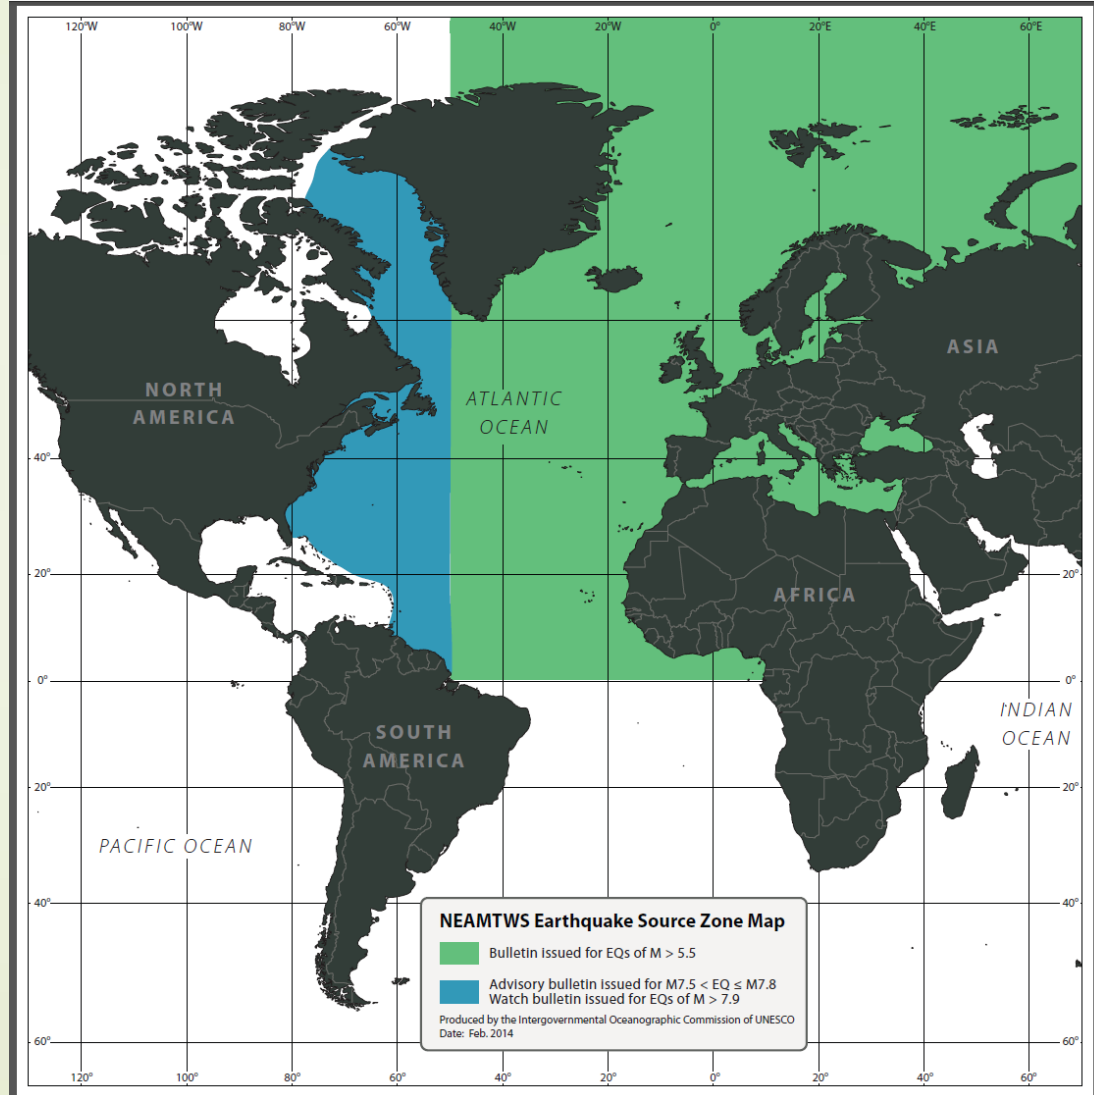 120°W 100°W 80°W 60°W 40°W 20°W 0° 20°E 40°E 60°E
ASIA
NORTH
AMERICA
ATLANTIC
OCEAN
40° 40°
20° 20°
AFRICA
0° 0°
INDIAN
OCEAN
SOUTH
AMERICA
20° 20°
PACIFIC OCEAN
40° 40°
NEAMTWS Earthquake Source Zone Map
Bulletin issued for EQs of M > 5.5
Advisory bulletin issued for M7.5 < EQ ≤ M7.8
Watch bulletin issued for EQs of M > 7.9
Produced by the Intergovernmental Oceanographic Commission of UNESCO
Date: Feb. 2014
60° 60°
120° 100° 80° 60° 40° 20° 0° 20° 40° 60°